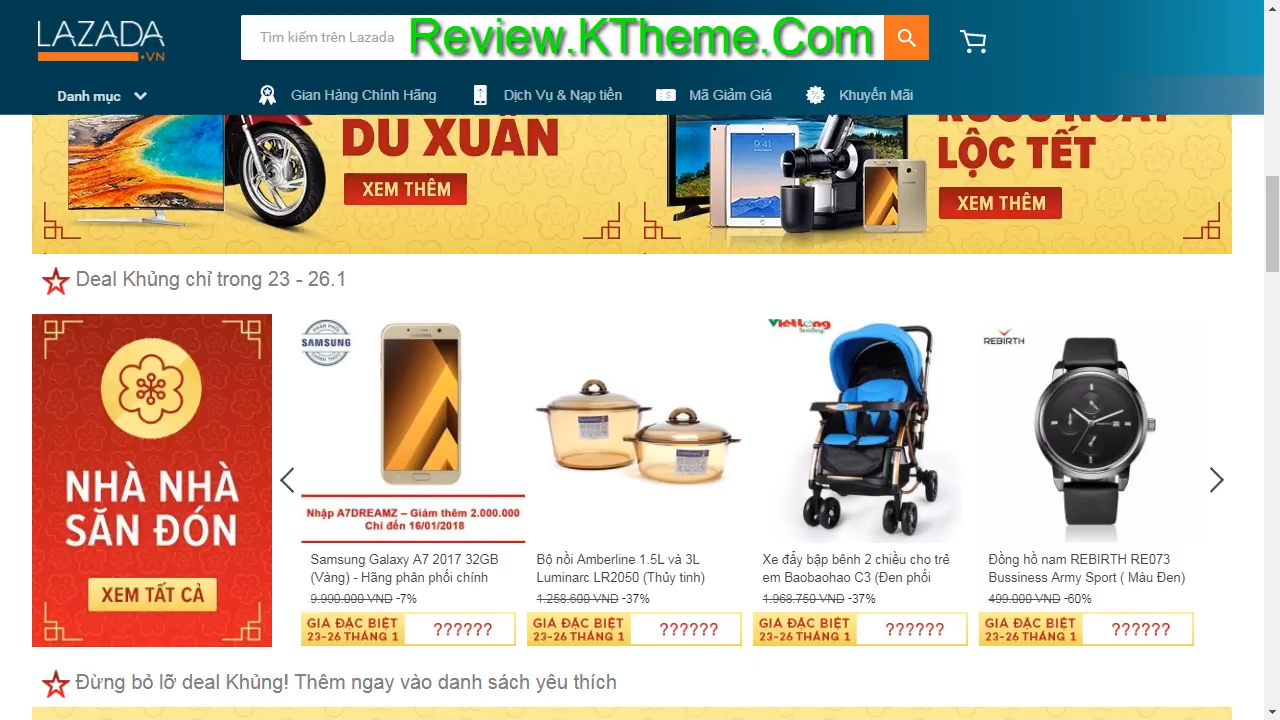 LAZADA
.VN
Tìm kiếm trên Lazada
Review.KTheme.Com
Danh mục
Gian Hàng Chính Hãng
Dịch Vụ & Nạp tiền
Mã Giảm Giá
Khuyến Mãi
DU XUÂN
XEM THÊM
LỘC TẾT
XEM THÊM
9:41
Deal Khủng chỉ trong 23 - 26.1
NHÀ NHÀ
SĂN ĐÓN
XEM TẤT CẢ
SAMSUNG
SAMSUNG
Nhập A7DREAMZ – Giảm thêm 2.000.000
Chỉ đến 16/01/2018
Samsung Galaxy A7 2017 32GB
(Vàng) - Hãng phân phối chính
9.990.000 VND -7%
GIÁ ĐẶC BIỆT
23-26 THÁNG 1
??????
Bộ nồi Amberline 1.5L và 3L
Luminarc LR2050 (Thủy tinh)
1.258.600 VND -37%
GIÁ ĐẶC BIỆT
23-26 THÁNG 1
??????
VietLong
Xe đẩy bập bênh 2 chiều cho trẻ
em Baobaohao C3 (Đen phối
1.968.750 VND -37%
GIÁ ĐẶC BIỆT
23-26 THÁNG 1
??????
REBIRTH
Đồng hồ nam REBIRTH RE073
Bussiness Army Sport ( Màu Đen)
499.000 VND -60%
GIÁ ĐẶC BIỆT
23-26 THÁNG 1
??????
Đừng bỏ lỡ deal Khủng! Thêm ngay vào danh sách yêu thích